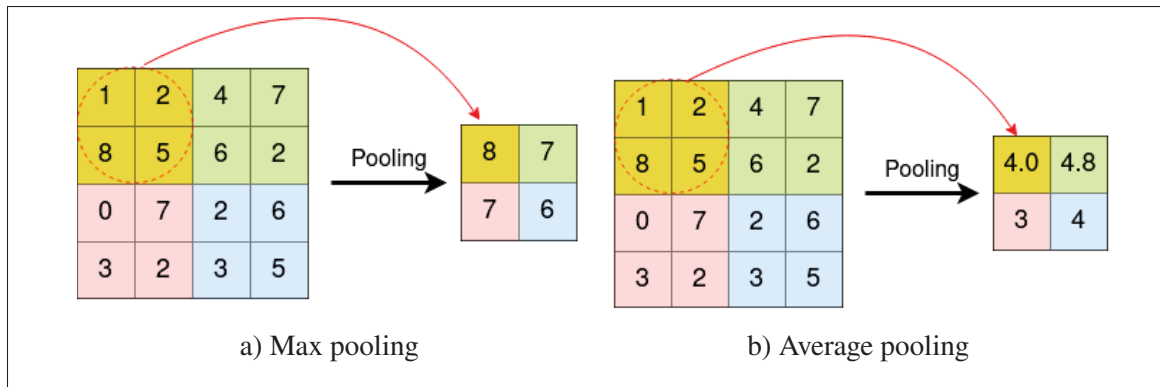 1 2 4 7
8 5 6 2
0 7 2 6
3 2 3 5
Pooling
8 7
7 6
a) Max pooling
1 2 4 7
8 5 6 2
0 7 2 6
3 2 3 5
Pooling
4.0 4.8
3 4
b) Average pooling